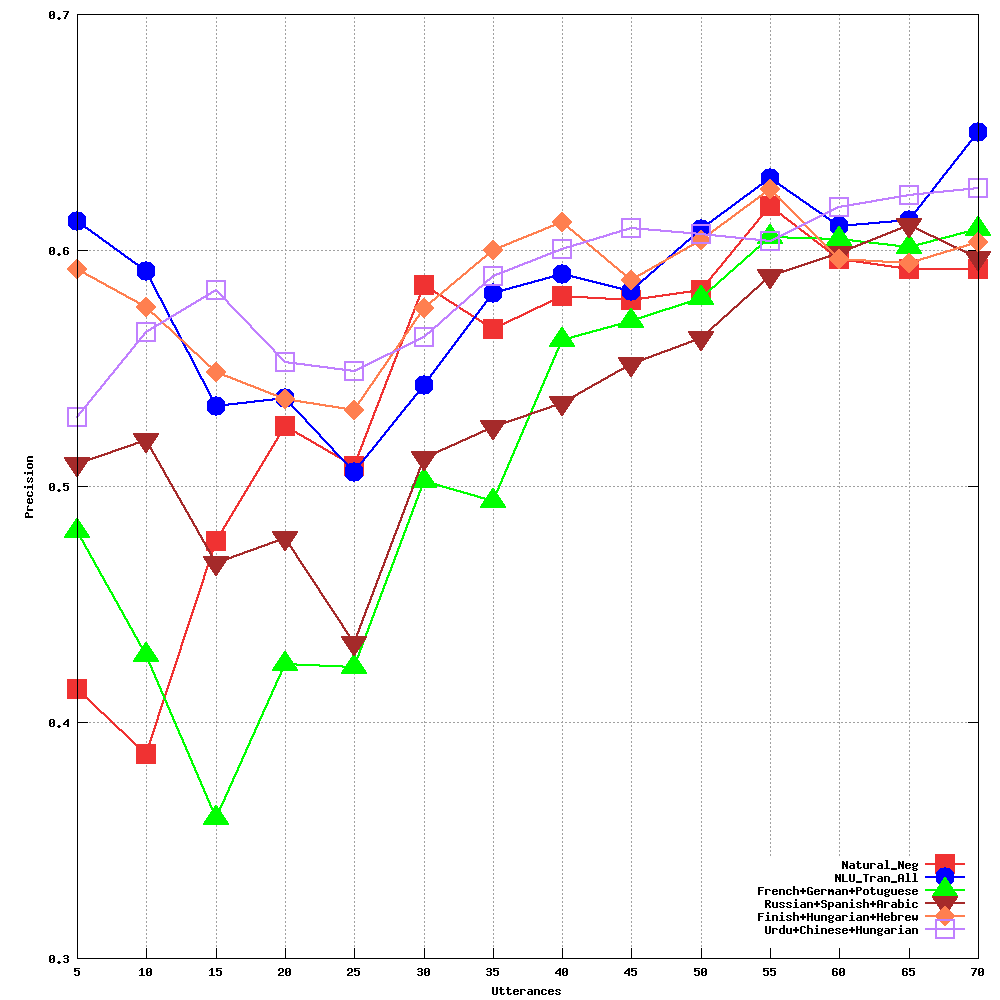 0.7
0.6
0.5
0.4
0.3
Precision
Natural_Neg
NLU_Tran_All
French+German+Potuguese
Russian+Spanish+Arabic
Finish+Hungarian+Hebrew
Urdu+Chinese+Hungarian
5 10 15 20 25 30 35 40 45 50 55 60 65 70
Utterances